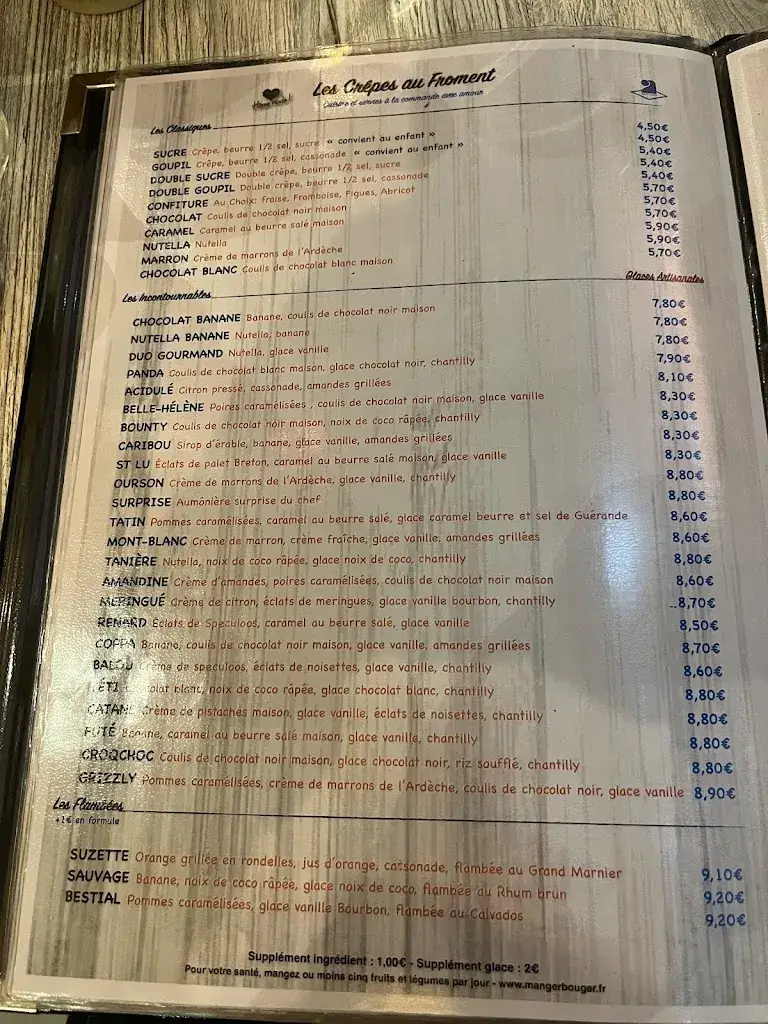 Les Crêpes au Froment
Cuisine et servies à la commande avec amour
Les Classiques
SUCRE Crêpe, beurre 1/2 sel, sucre « convient au enfant »
GOUPIL Crêpe, beurre 1/2 sel, cassonade « convient au enfant »
DOUBLE SUCRE Double crêpe, beurre 1/2 sel, sucre
DOUBLE GOUPIL Double crêpe, beurre 1/2 sel, cassonade
CONFITURE Au Choix: fraise, Framboise, Figues, Abricot
CHOCOLAT Coulis de chocolat noir maison
CARAMEL Caramel au beurre salé maison
NUTELLA Nutella
MARRON Crème de marrons de l'Ardèche
CHOCOLAT BLANC Coulis de chocolat blanc maison
4,50€
4,50€
5,40€
5,40€
5,40€
5,70€
5,70€
5,70€
5,90€
5,90€
5,70€
Les Incontournables
Glaces Artisanales
CHOCOLAT BANANE Banane, coulis de chocolat noir maison 7,80€
NUTELLA BANANE Nutella, banane 7,80€
DUO GOURMAND Nutella, glace vanille 7,80€
PANDA Coulis de chocolat blanc maison, glace chocolat noir, chantilly 7,90€
ACIDULÉ Citron pressé, cassonade, amandes grillées 8,10€
BELLE-HÉLÈNE Poires caramélisées , coulis de chocolat noir maison, glace vanille 8,30€
BOUNTY Coulis de chocolat noir maison, noix de coco râpée, chantilly 8,30€
CARIBOU Sirop d'érable, banane, glace vanille, amandes grillées 8,30€
ST LU Éclats de palet Breton, caramel au beurre salé maison, glace vanille 8,30€
OURSON Crème de marrons de l'Ardèche, glace vanille, chantilly 8,80€
SURPRISE Aumônière surprise du chef 8,80€
TATIN Pommes caramélisées, caramel au beurre salé, glace caramel beurre et sel de Guérande 8,60€
MONT-BLANC Crème de marron, crème fraîche, glace vanille, amandes grillées 8,60€
TANIÈRE Nutella, noix de coco râpée, glace noix de coco, chantilly 8,80€
AMANDINE Crème d'amandes, poires caramélisées, coulis de chocolat noir maison 8,60€
MERINGUÉ Crème de citron, éclats de meringues, glace vanille bourbon, chantilly ..8,70€
RENARD Éclats de Speculoos, caramel au beurre salé, glace vanille 8,50€
COPPA Banane, coulis de chocolat noir maison, glace vanille, amandes grillées 8,70€
BALOU Crème de speculoos, éclats de noisettes, glace vanille, chantilly 8,60€
blanc, noix de coco râpée, glace chocolat blanc, chantilly 8,80€
Crème de pistaches maison, glace vanille, éclats de noisettes, chantilly 8,80€
FUTÉ Banane, caramel au beurre salé maison, glace vanille, chantilly 8,80€
CROQCHOC Coulis de chocolat noir maison, glace chocolat noir, riz soufflé, chantilly 8,80€
GRIZZLY Pommes caramélisées, crème de marrons de l'Ardèche, coulis de chocolat noir, glace vanille 8,90€
Les Flambées
+1€ en formule
SUZETTE Orange grillée en rondelles, jus d'orange, cassonade, flambée au Grand Marnier 9,10€
SAUVAGE Banane, noix de coco râpée, glace noix de coco, flambée au Rhum brun 9,20€
BESTIAL Pommes caramélisées, glace vanille Bourbon, flambée au Calvados 9,20€
Supplément ingrédient : 1,00€ - Supplément glace : 2€
Pour votre santé, mangez au moins cinq fruits et légumes par jour - www.mangerbouger.fr